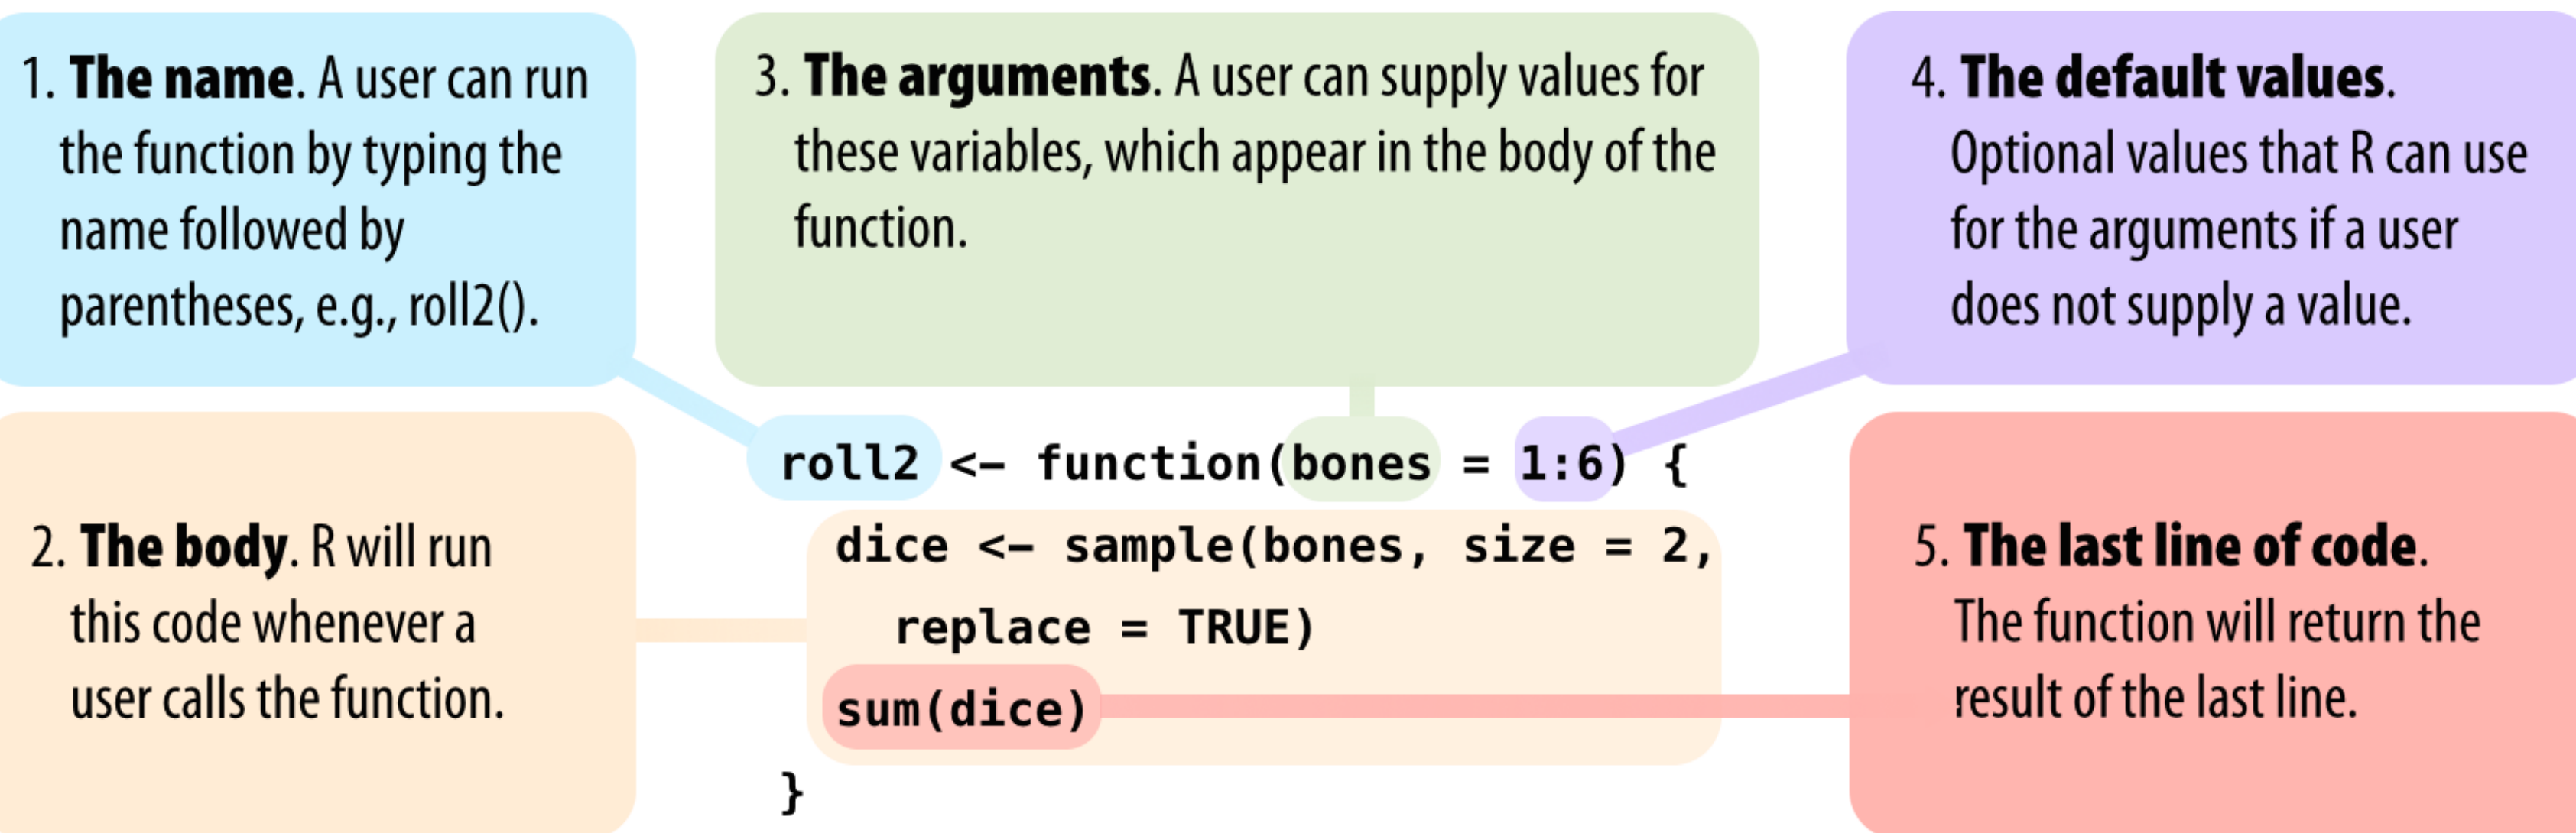 1. The name. A user can run
the function by typing the
name followed by
parentheses, e.g., roll2().
2. The body. R will run
this code whenever a
user calls the function.
3. The arguments. A user can supply values for
these variables, which appear in the body of the
function.
4. The default values.
Optional values that R can use
for the arguments if a user
does not supply a value.
5. The last line of code.
The function will return the
result of the last line.
roll2 <- function(bones = 1:6) {
dice <- sample(bones, size = 2,
replace = TRUE)
sum(dice)
}